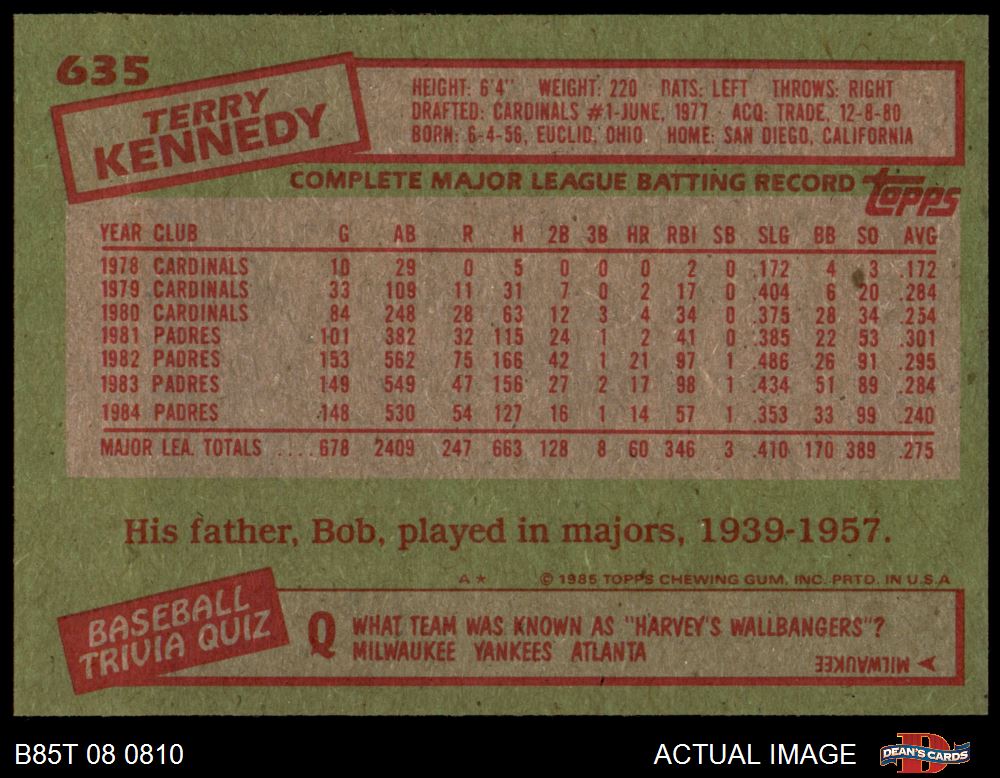 635
TERRY
KENNEDY
HEIGHT: 6'4" WEIGHT: 220 BATS: LEFT THROWS: RIGHT
DRAFTED: CARDINALS #1-JUNE, 1977 · ACQ: TRADE, 12-8-80
BORN: 6-4-56, EUCLID, OHIO HOME: SAN DIEGO, CALIFORNIA
COMPLETE MAJOR LEAGUE BATTING RECORD topps
YEAR CLUB G AB R H 2B 3B HR RBI SB SLG BB SO AVG
1978 CARDINALS 10 29 0 5 0 0 0 2 0 .172 4 3 .172
1979 CARDINALS 33 109 11 31 7 0 2 17 0 .404 6 20 .284
1980 CARDINALS 84 248 28 63 12 3 4 34 0 .375 28 34 .254
1981 PADRES 101 382 32 115 24 1 2 41 0 .385 22 53 .301
1982 PADRES 153 562 75 166 42 1 21 97 1 .486 26 91 .295
1983 PADRES 149 549 47 156 27 2 17 98 1 .434 51 89 .284
1984 PADRES 148 530 54 127 16 1 14 57 1 .353 33 99 .240
MAJOR LEA. TOTALS ....678 2409 247 663 128 8 60 346 3 .410 170 389 .275
His father, Bob, played in majors, 1939-1957.
A* © 1985 TOPPS CHEWING GUM, INC. PRTD. IN U.S.A
BASEBALL
TRIVIA QUIZ
Q WHAT TEAM WAS KNOWN AS "HARVEY'S WALLBANGERS"?
MILWAUKEE YANKEES ATLANTA
MILWAUKEE
B85T 08 0810
ACTUAL IMAGE
D
DEAN'S CARDS